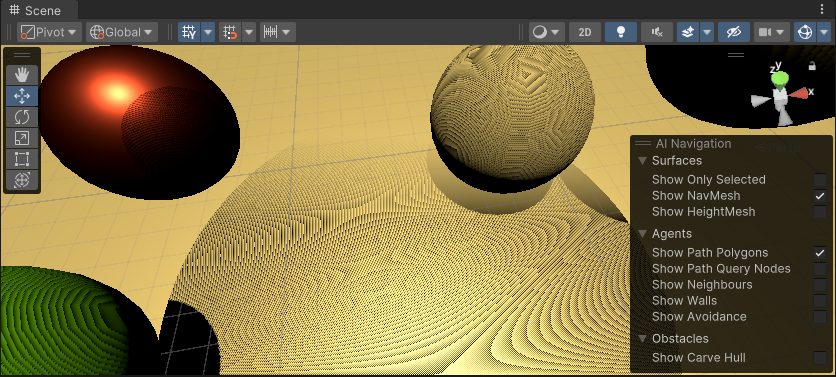 Scene
Pivot Global 2D
y
z
x
AI Navigation
Surfaces
Show Only Selected
Show NavMesh
Show HeightMesh
Agents
Show Path Polygons
Show Path Query Nodes
Show Neighbours
Show Walls
Show Avoidance
Obstacles
Show Carve Hull